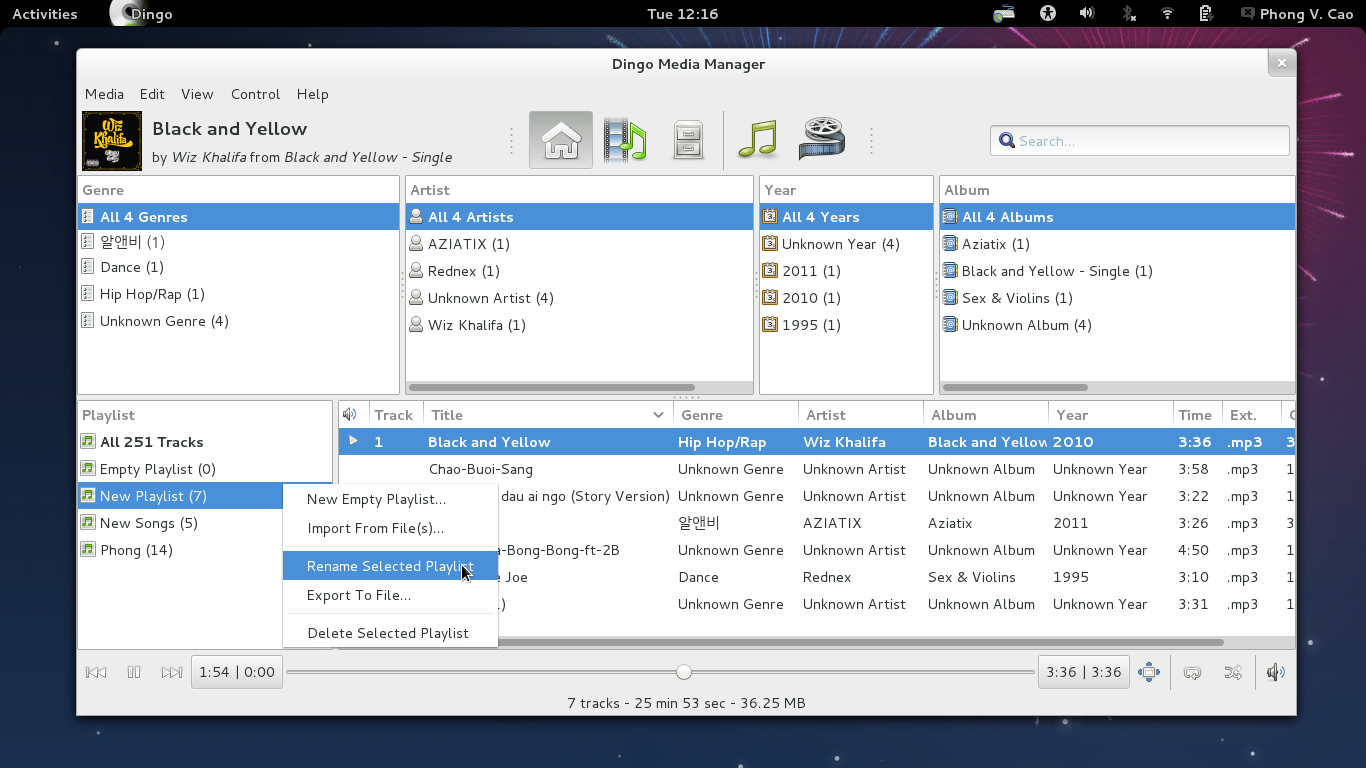 Activities Dingo Tue 12:16 Phong V. Cao
Dingo Media Manager
Media Edit View Control Help
Wiz Khalifa
Black and Yellow
by Wiz Khalifa from Black and Yellow - Single
Search...
Genre Artist Year Album
All 4 Genres All 4 Artists All 4 Years All 4 Albums
알앤비 (1) AZIATIX (1) Unknown Year (4) Aziatix (1)
Dance (1) Rednex (1) 2011 (1) Black and Yellow - Single (1)
Hip Hop/Rap (1) Unknown Artist (4) 2010 (1) Sex & Violins (1)
Unknown Genre (4) Wiz Khalifa (1) 1995 (1) Unknown Album (4)
Playlist Track Title Genre Artist Album Year Time Ext.
All 251 Tracks 1 Black and Yellow Hip Hop/Rap Wiz Khalifa Black and Yellow 2010 3:36 .mp3 3
Empty Playlist (0) Chao-Buoi-Sang Unknown Genre Unknown Artist Unknown Album Unknown Year 3:58 .mp3 1
New Playlist (7) dau ai ngo (Story Version) Unknown Genre Unknown Artist Unknown Album Unknown Year 3:22 .mp3 1
New Songs (5) 알앤비 AZIATIX Aziatix 2011 3:26 .mp3 3
Phong (14) a-Bong-Bong-ft-2B Unknown Genre Unknown Artist Unknown Album Unknown Year 4:50 .mp3 1
e Joe Dance Rednex Sex & Violins 1995 3:10 .mp3 1
1) Unknown Genre Unknown Artist Unknown Album Unknown Year 3:31 .mp3 1
New Empty Playlist...
Import From File(s)...
Rename Selected Playlist
Export To File...
Delete Selected Playlist
1:54 | 0:00 3:36 | 3:36
7 tracks - 25 min 53 sec - 36.25 MB